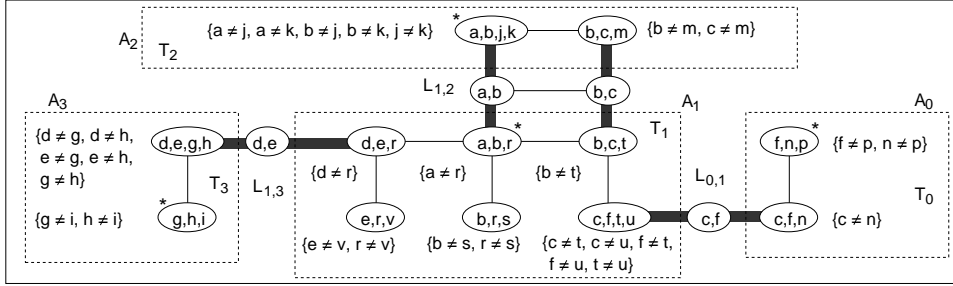 {a ≠ j, a ≠ k, b ≠ j, b ≠ k, j ≠ k} * a,b,j,k b,c,m {b ≠ m, c ≠ m}
A2 T2
L1,2 a,b b,c
A3 A1 A0
{d ≠ g, d ≠ h, d,e,g,h d,e d,e,r a,b,r * b,c,t T1 f,n,p * {f ≠ p, n ≠ p}
e ≠ g, e ≠ h,
g ≠ h} T3 L1,3 {d ≠ r} {a ≠ r} {b ≠ t} L0,1 T0
{g ≠ i, h ≠ i} * g,h,i e,r,v b,r,s c,f,t,u c,f c,f,n {c ≠ n}
{e ≠ v, r ≠ v} {b ≠ s, r ≠ s} {c ≠ t, c ≠ u, f ≠ t,
f ≠ u, t ≠ u}